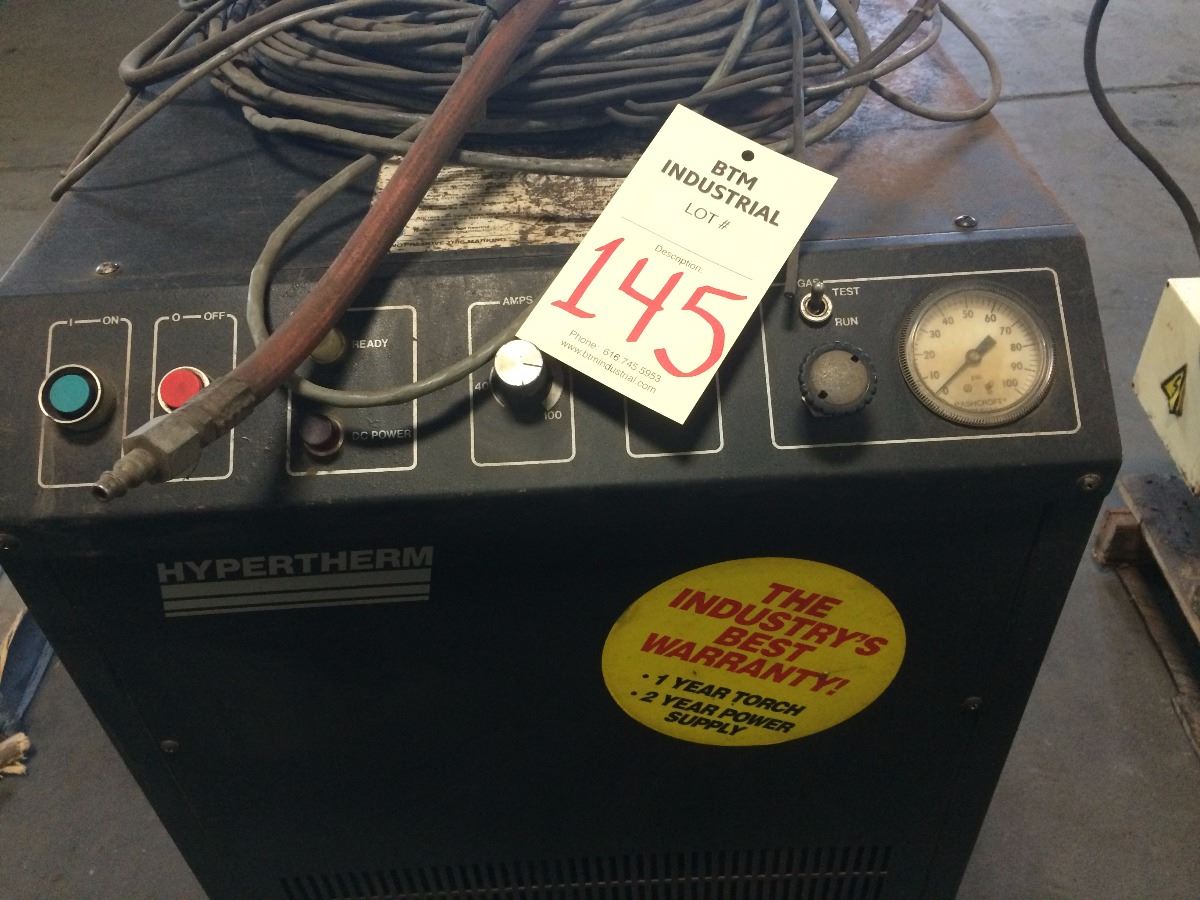 BTM
INDUSTRIAL
LOT #
Description:
145
Phone: 616.745.5953
www.btmindustrial.com
I ON
O OFF
READY
DC POWER
AMPS
40
100
GAS
TEST
RUN
10 20 30 40 50 60 70 80 90 100
0
PSI
ASHCROFT
HYPERTHERM
THE
INDUSTRY'S
BEST
WARRANTY!
• 1 YEAR TORCH
• 2 YEAR POWER
SUPPLY